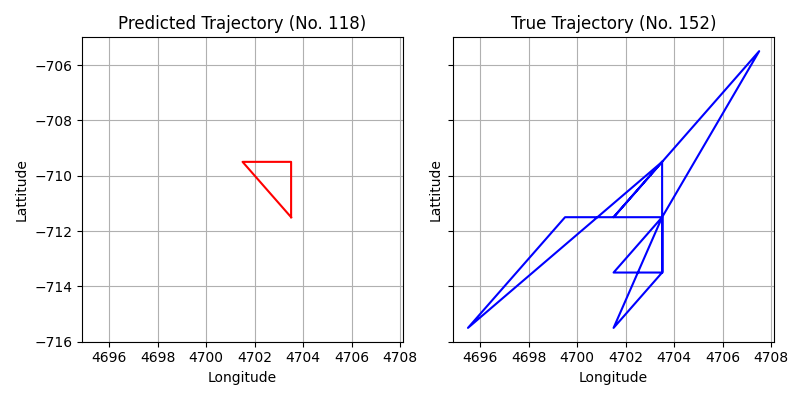 Predicted Trajectory (No. 118)
True Trajectory (No. 152)
Lattitude
−706
−708
−710
−712
−714
−716
4696 4698 4700 4702 4704 4706 4708
Longitude
Lattitude
4696 4698 4700 4702 4704 4706 4708
Longitude